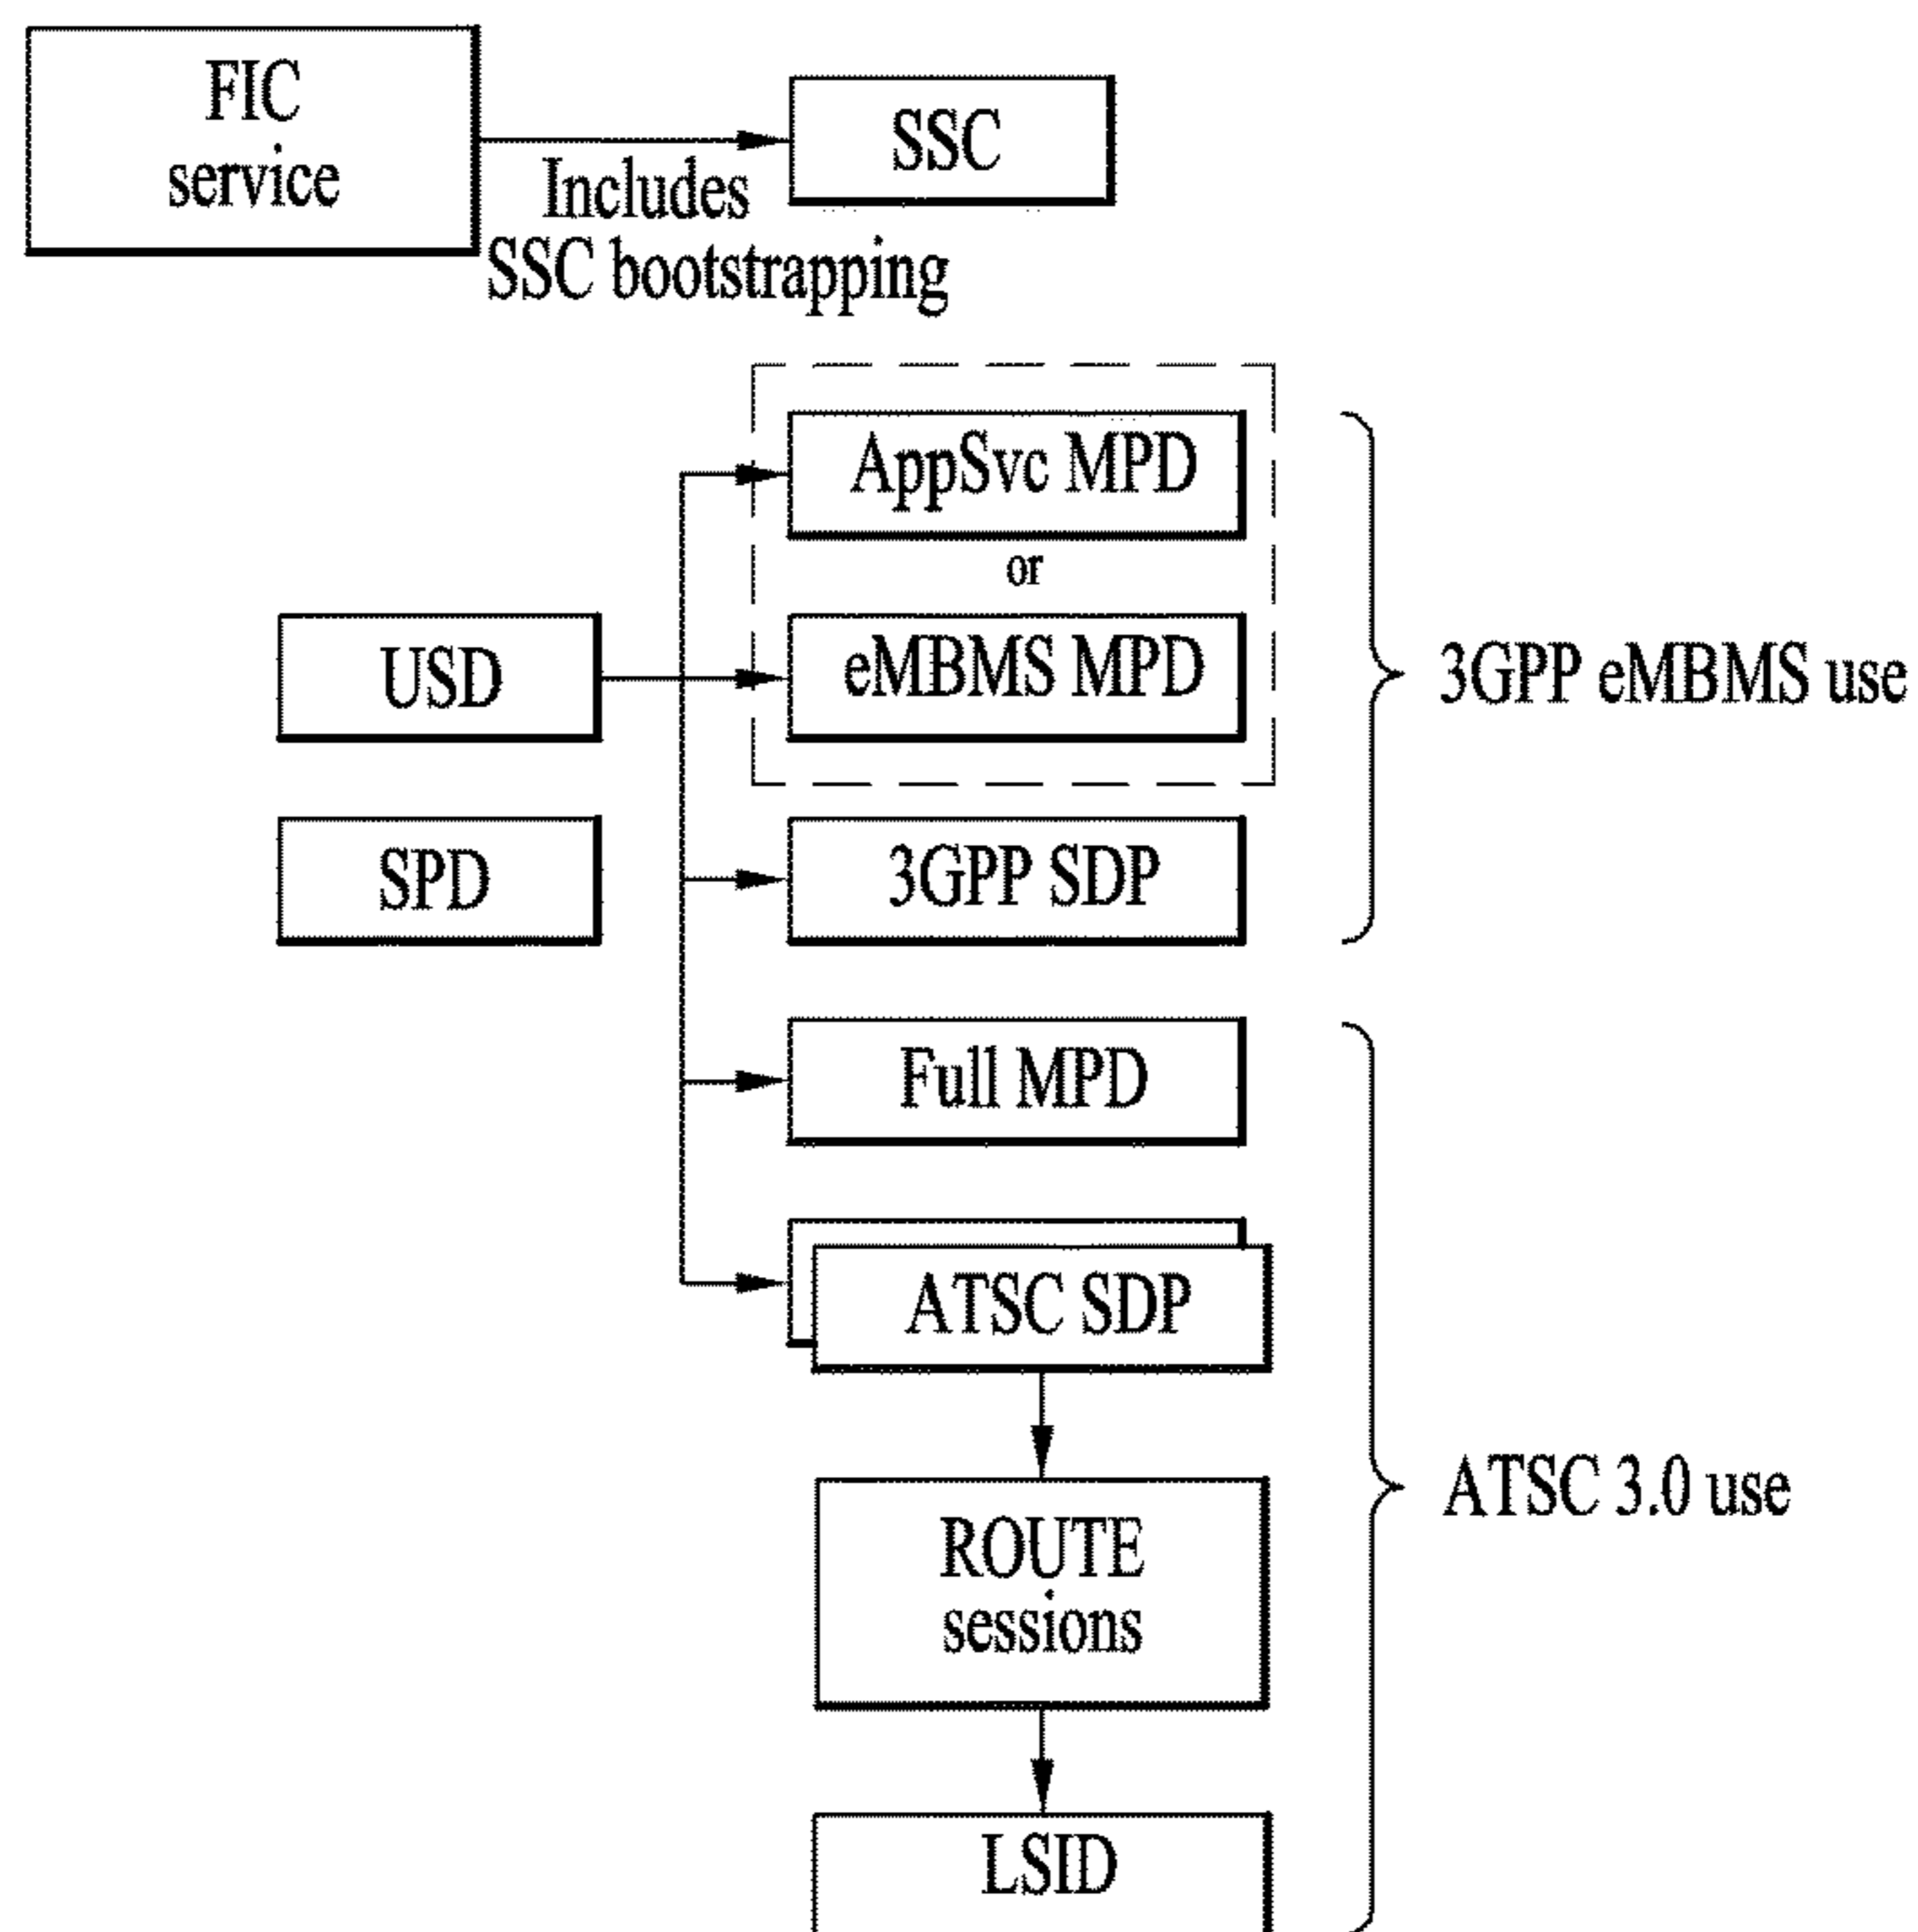 FIC
service
SSC
Includes
SSC bootstrapping
AppSvc MPD
or
eMBMS MPD
3GPP eMBMS use
USD
SPD
3GPP SDP
Full MPD
ATSC SDP
ROUTE
sessions
ATSC 3.0 use
LSID